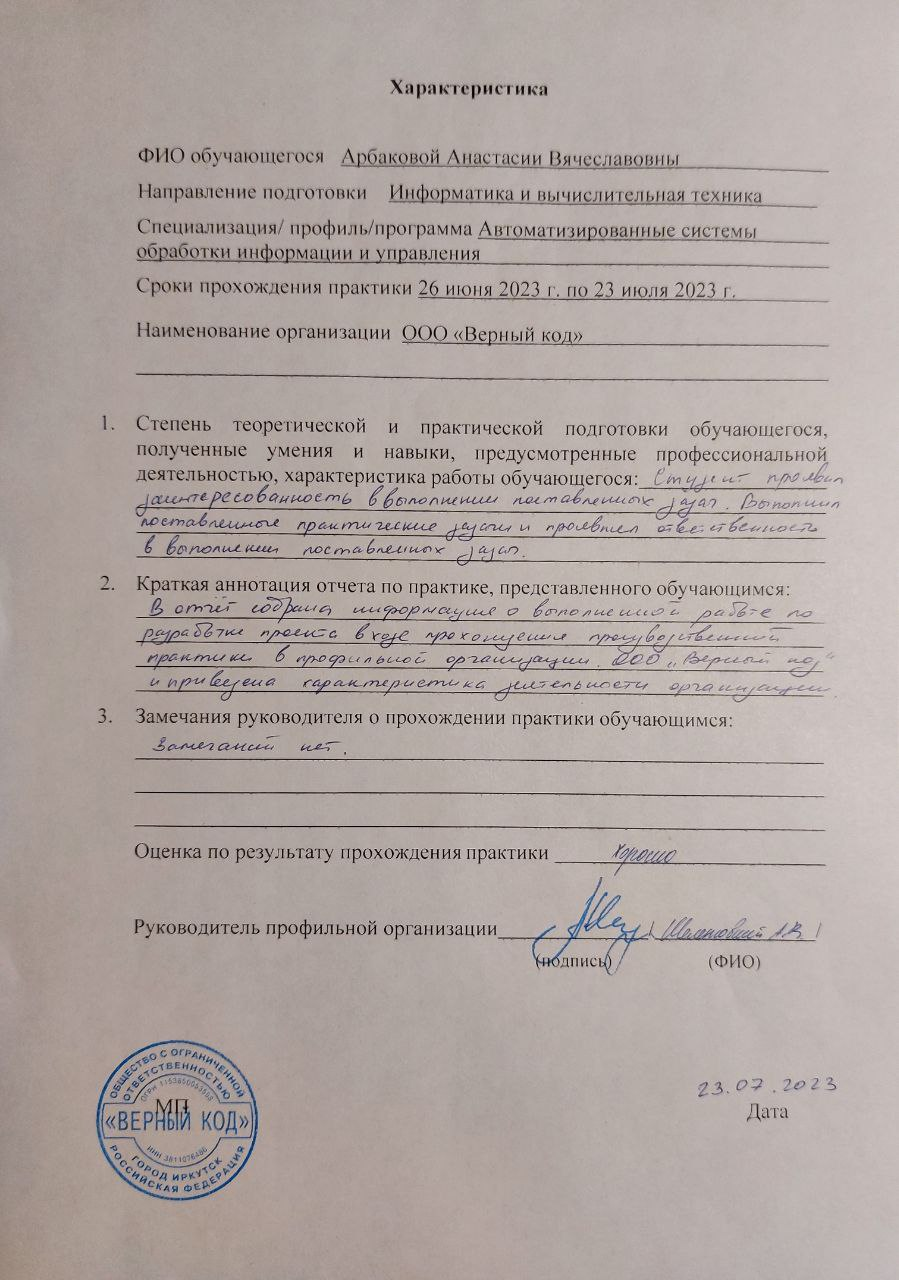 Характеристика
ФИО обучающегося Арбаковой Анастасии Вячеславовны
Направление подготовки Информатика и вычислительная техника
Специализация/ профиль/программа Автоматизированные системы
обработки информации и управления
Сроки прохождения практики 26 июня 2023 г. по 23 июля 2023 г.
Наименование организации ООО «Верный код»
1. Степень теоретической и практической подготовки обучающегося,
полученные умения и навыки, предусмотренные профессиональной
деятельностью, характеристика работы обучающегося: Студент проявил
заинтересованность в выполнении поставленных задач. Выполнил
поставленные практические задачи и проявил ответственность
в выполнении поставленных задач.
2. Краткая аннотация отчета по практике, представленного обучающимся:
В отчёт собрана информация о выполненной работе по
разработке проекта в ходе прохождения производственной
практики в профильной организации ООО „Верный код"
и приведена характеристика деятельности организации.
3. Замечания руководителя о прохождении практики обучающимся:
Замечаний нет.
Оценка по результату прохождения практики Хорошо
Руководитель профильной организации
(подпись) (ФИО)
23.07.2023
Дата
МП
ОБЩЕСТВО С ОГРАНИЧЕННОЙ
ОТВЕТСТВЕННОСТЬЮ
«ВЕРНЫЙ КОД»
ГОРОД ИРКУТСК
РОССИЙСКАЯ ФЕДЕРАЦИЯ